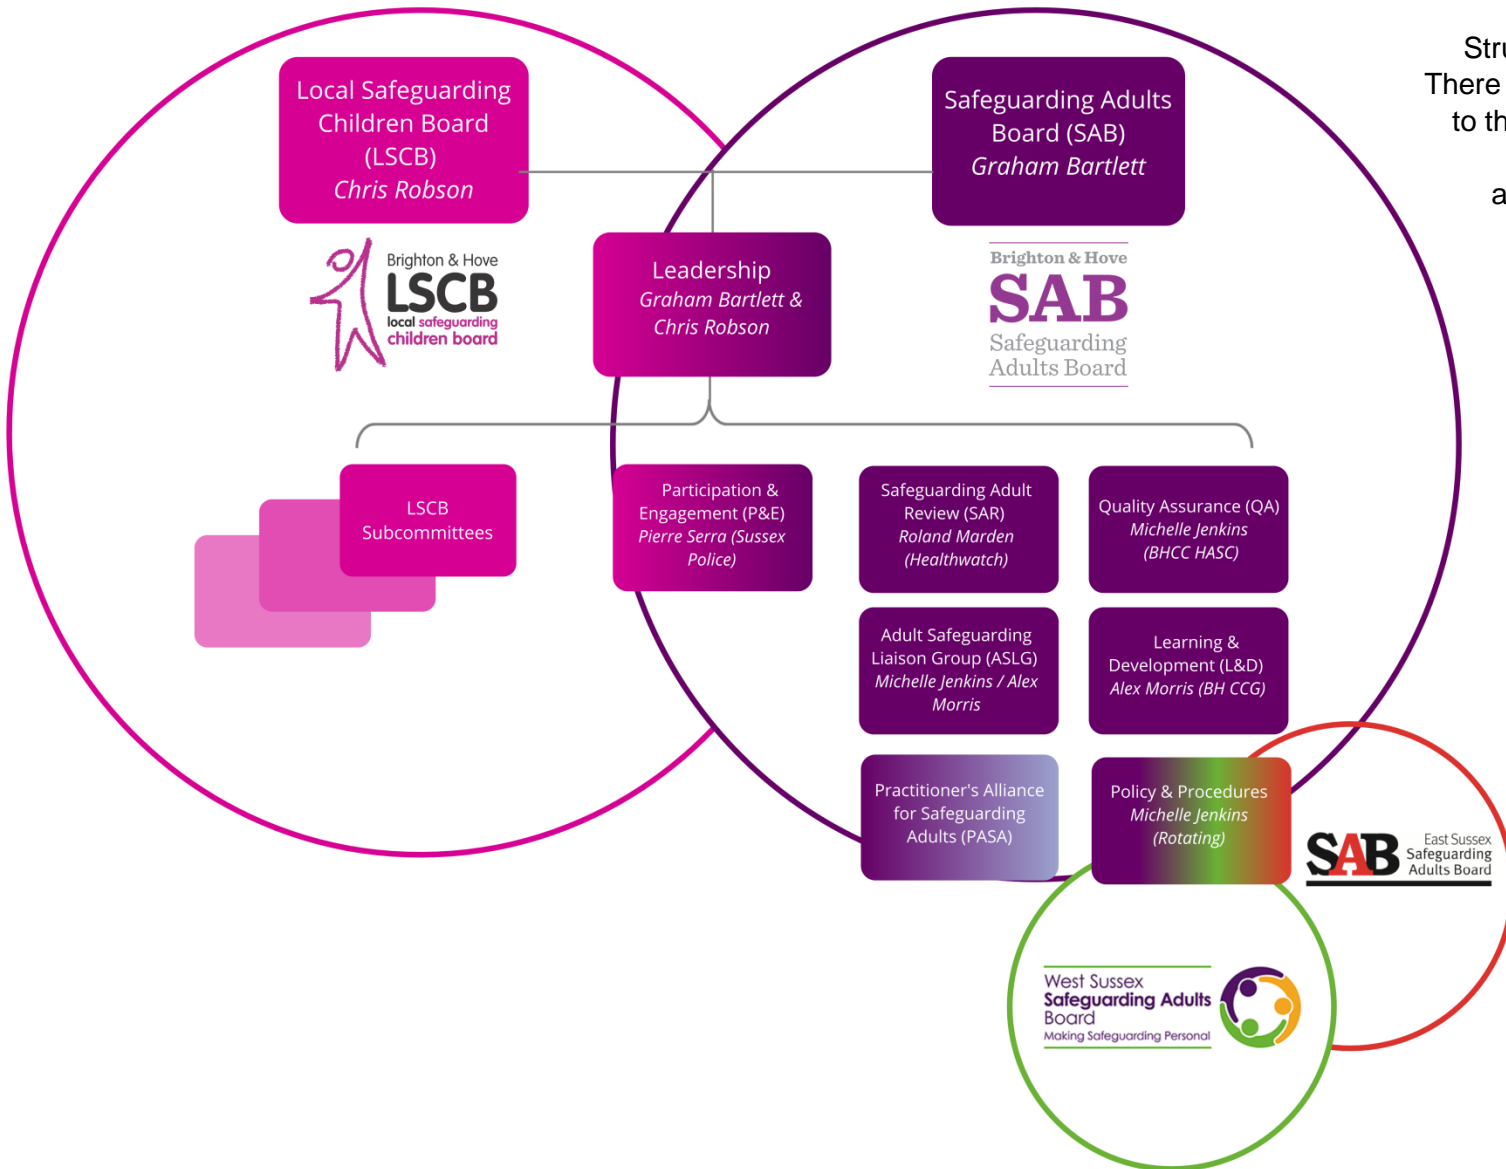 Local Safeguarding
Children Board
(LSCB)
Chris Robson
Safeguarding Adults
Board (SAB)
Graham Bartlett
Brighton & Hove
LSCB
local safeguarding
children board
Leadership
Graham Bartlett &
Chris Robson
Brighton & Hove
SAB
Safeguarding
Adults Board
LSCB
Subcommittees
Participation &
Engagement (P&E)
Pierre Serra (Sussex
Police)
Safeguarding Adult
Review (SAR)
Roland Marden
(Healthwatch)
Quality Assurance (QA)
Michelle Jenkins
(BHCC HASC)
Adult Safeguarding
Liaison Group (ASLG)
Michelle Jenkins / Alex
Morris
Learning &
Development (L&D)
Alex Morris (BH CCG)
Practitioner's Alliance
for Safeguarding
Adults (PASA)
Policy & Procedures
Michelle Jenkins
(Rotating)
SAB
East Sussex
Safeguarding
Adults Board
West Sussex
Safeguarding Adults
Board
Making Safeguarding Personal
Stru
There
to th
a